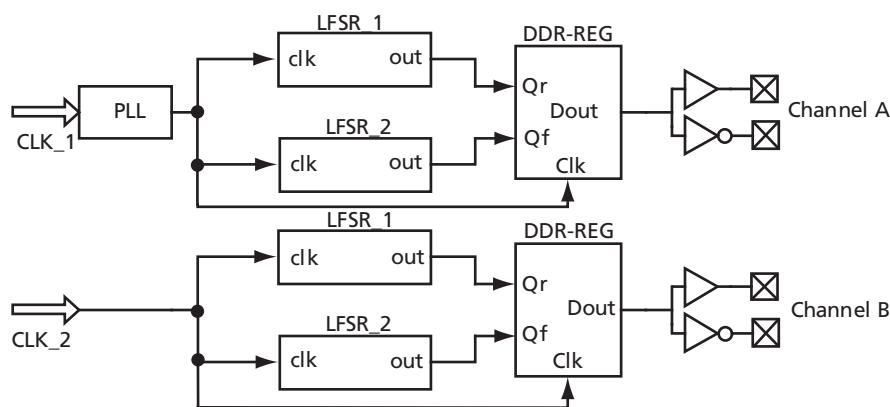 LFSR_1
clk out
DDR-REG
Qr
Dout
Qf
Clk
PLL
CLK_1
LFSR_2
clk out
Channel A
LFSR_1
clk out
DDR-REG
Qr
Dout
Qf
Clk
CLK_2
LFSR_2
clk out
Channel B